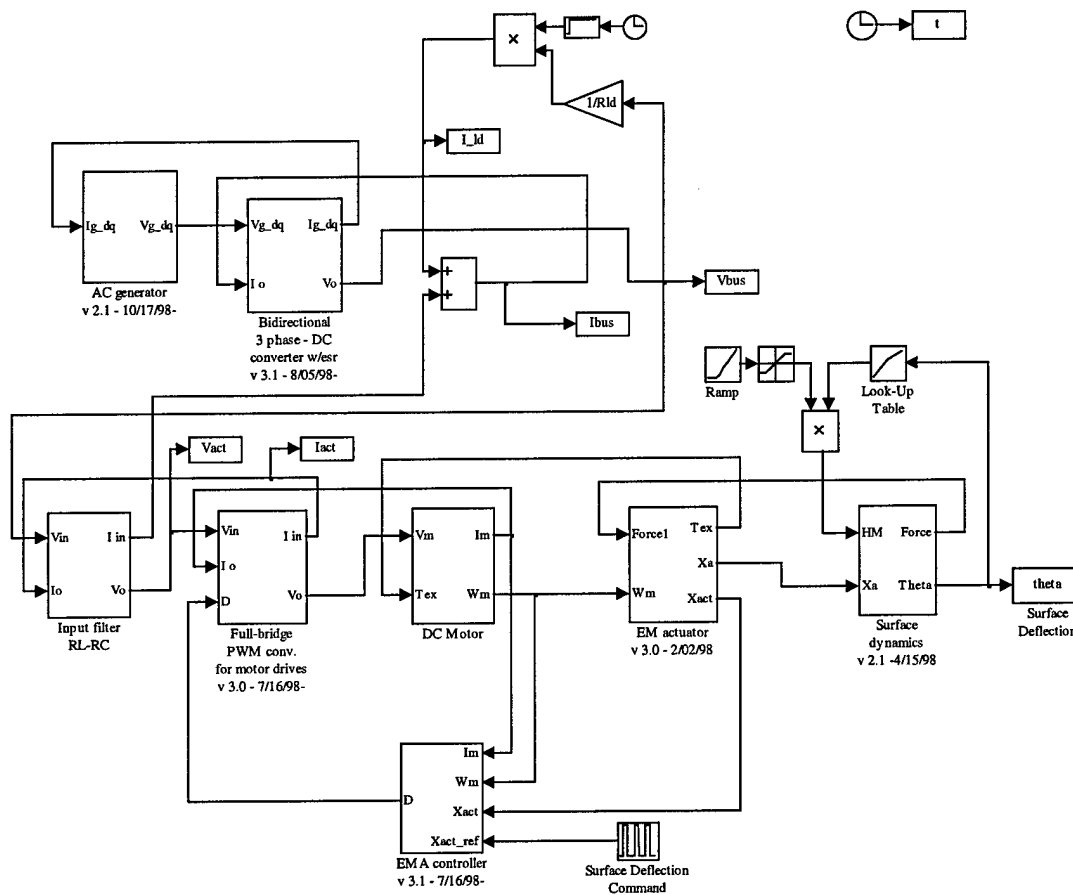 ×
t
1/Rld
I_ld
Ig_dq
Vg_dq
AC generator
v 2.1 - 10/17/98-
Vg_dq
Ig_dq
I o
Vo
Bidirectional
3 phase - DC
converter w/esr
v 3.1 - 8/05/98-
+
+
Vbus
Ibus
Ramp
Look-Up
Table
×
Vact
Iact
Vin
I in
Io
Vo
Input filter
RL-RC
Vin
I in
I o
Vo
D
Full-bridge
PWM conv.
for motor drives
v 3.0 - 7/16/98-
Vm
Im
Tex
Wm
DC Motor
Force1
Tex
Xa
Wm
Xact
EM actuator
v 3.0 - 2/02/98
HM
Force
Xa
Theta
Surface
dynamics
v 2.1 -4/15/98
theta
Surface
Deflection
Im
Wm
D
Xact
Xact_ref
EMA controller
v 3.1 - 7/16/98-
Surface Deflection
Command